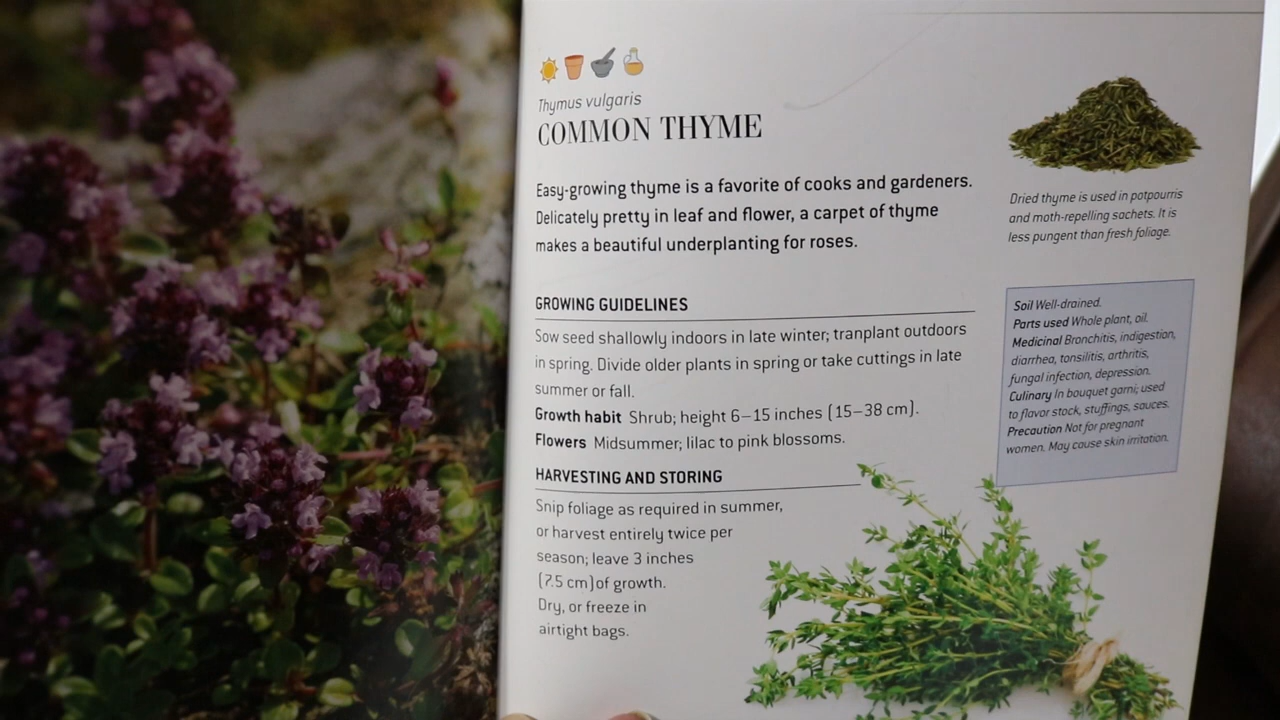 Thymus vulgaris
COMMON THYME
Easy-growing thyme is a favorite of cooks and gardeners.
Delicately pretty in leaf and flower, a carpet of thyme
makes a beautiful underplanting for roses.
GROWING GUIDELINES
Sow seed shallowly indoors in late winter; tranplant outdoors
in spring. Divide older plants in spring or take cuttings in late
summer or fall.
Growth habit Shrub; height 6–15 inches (15–38 cm).
Flowers Midsummer; lilac to pink blossoms.
HARVESTING AND STORING
Snip foliage as required in summer,
or harvest entirely twice per
season; leave 3 inches
(7.5 cm) of growth.
Dry, or freeze in
airtight bags.
Dried thyme is used in potpourris
and moth-repelling sachets. It is
less pungent than fresh foliage.
Soil Well-drained.
Parts used Whole plant, oil.
Medicinal Bronchitis, indigestion,
diarrhea, tonsilitis, arthritis,
fungal infection, depression.
Culinary In bouquet garni; used
to flavor stock, stuffings, sauces.
Precaution Not for pregnant
women. May cause skin irritation.